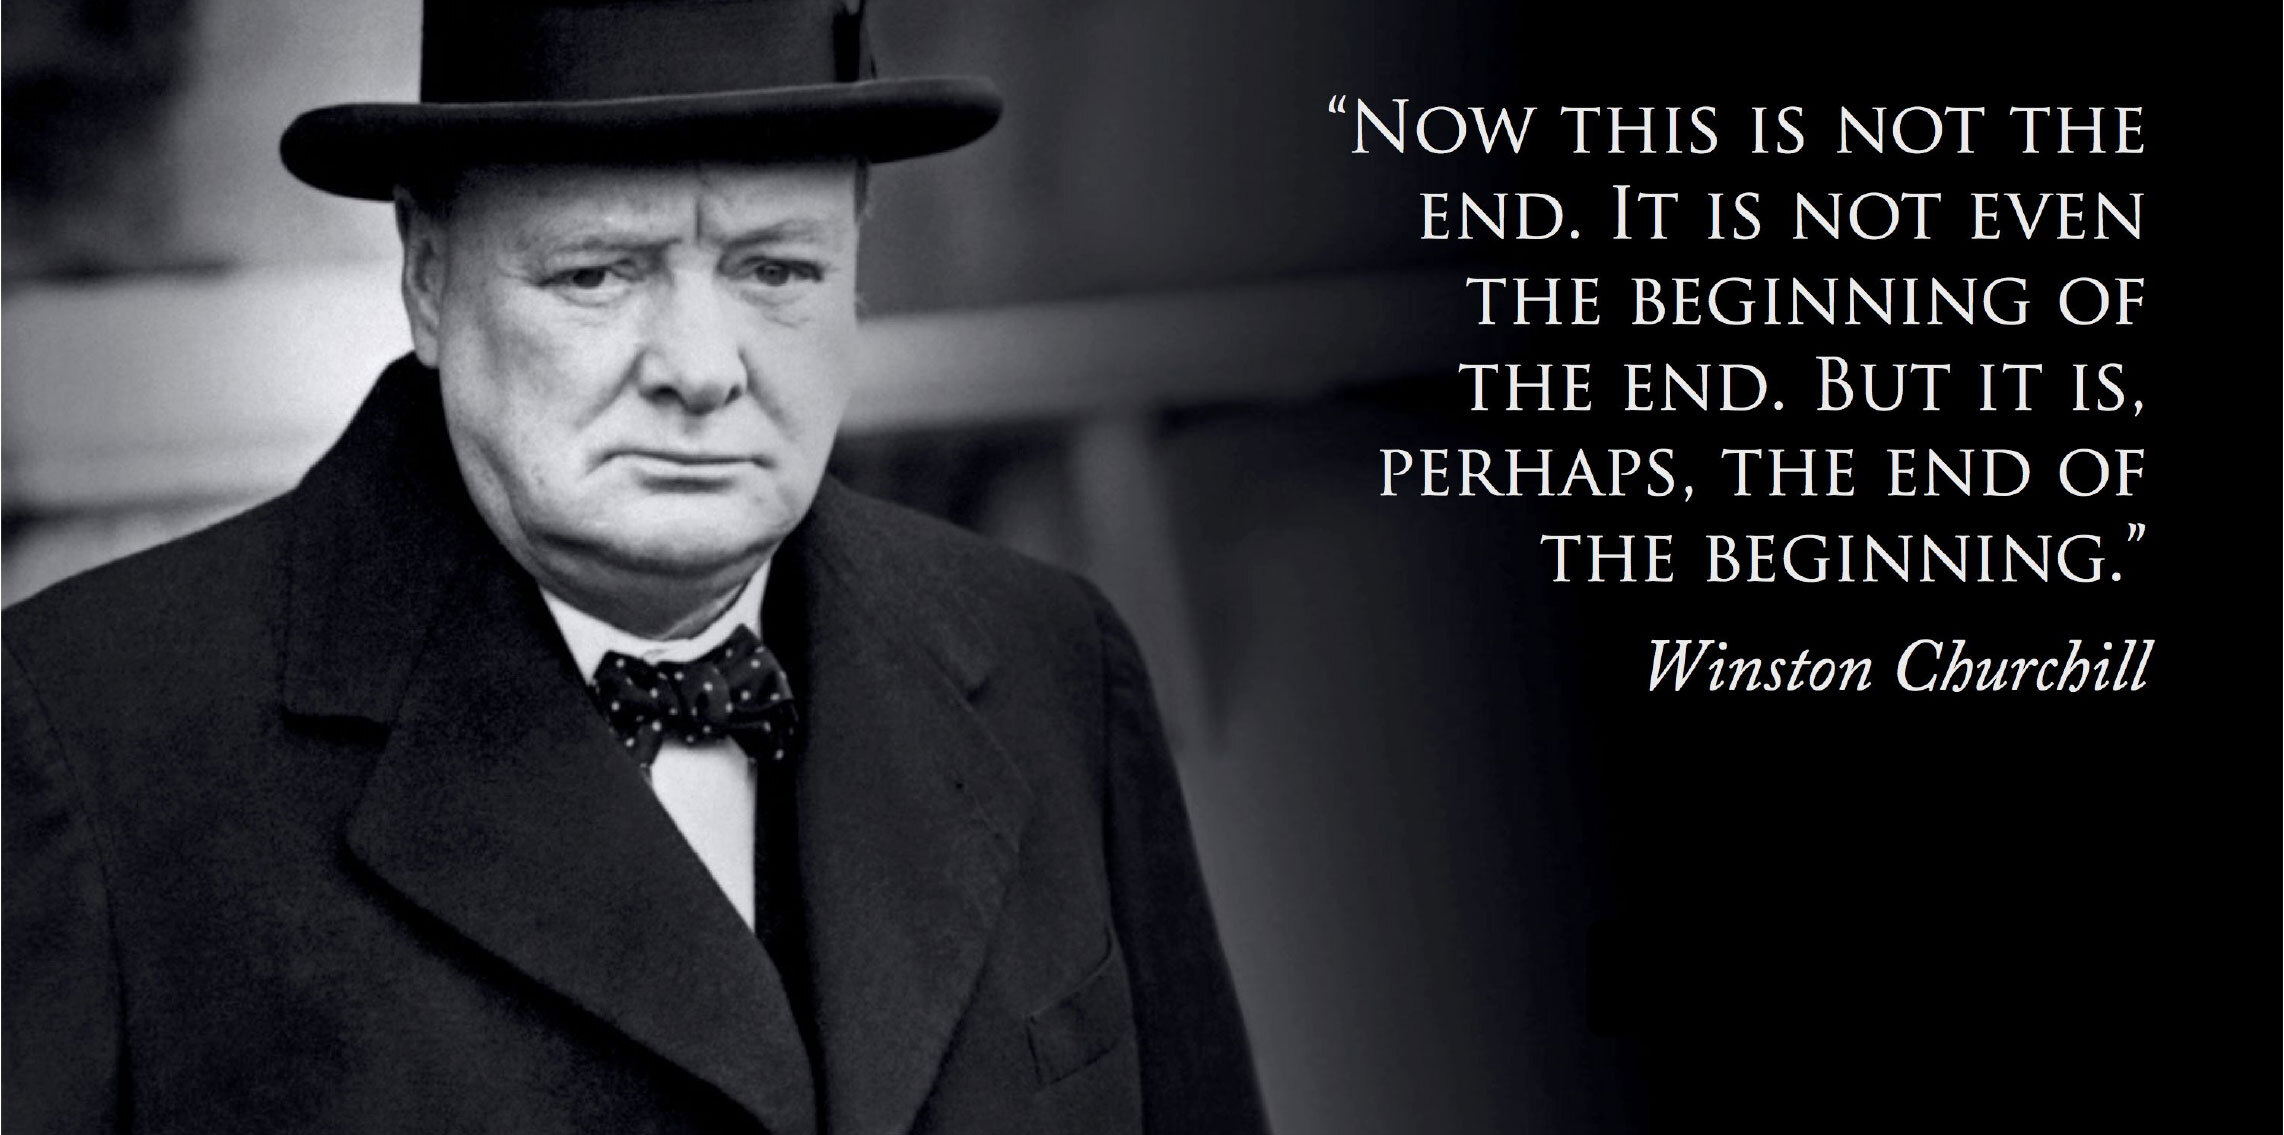 “Now this is not the
end. It is not even
the beginning of
the end. But it is,
perhaps, the end of
the beginning.”
Winston Churchill